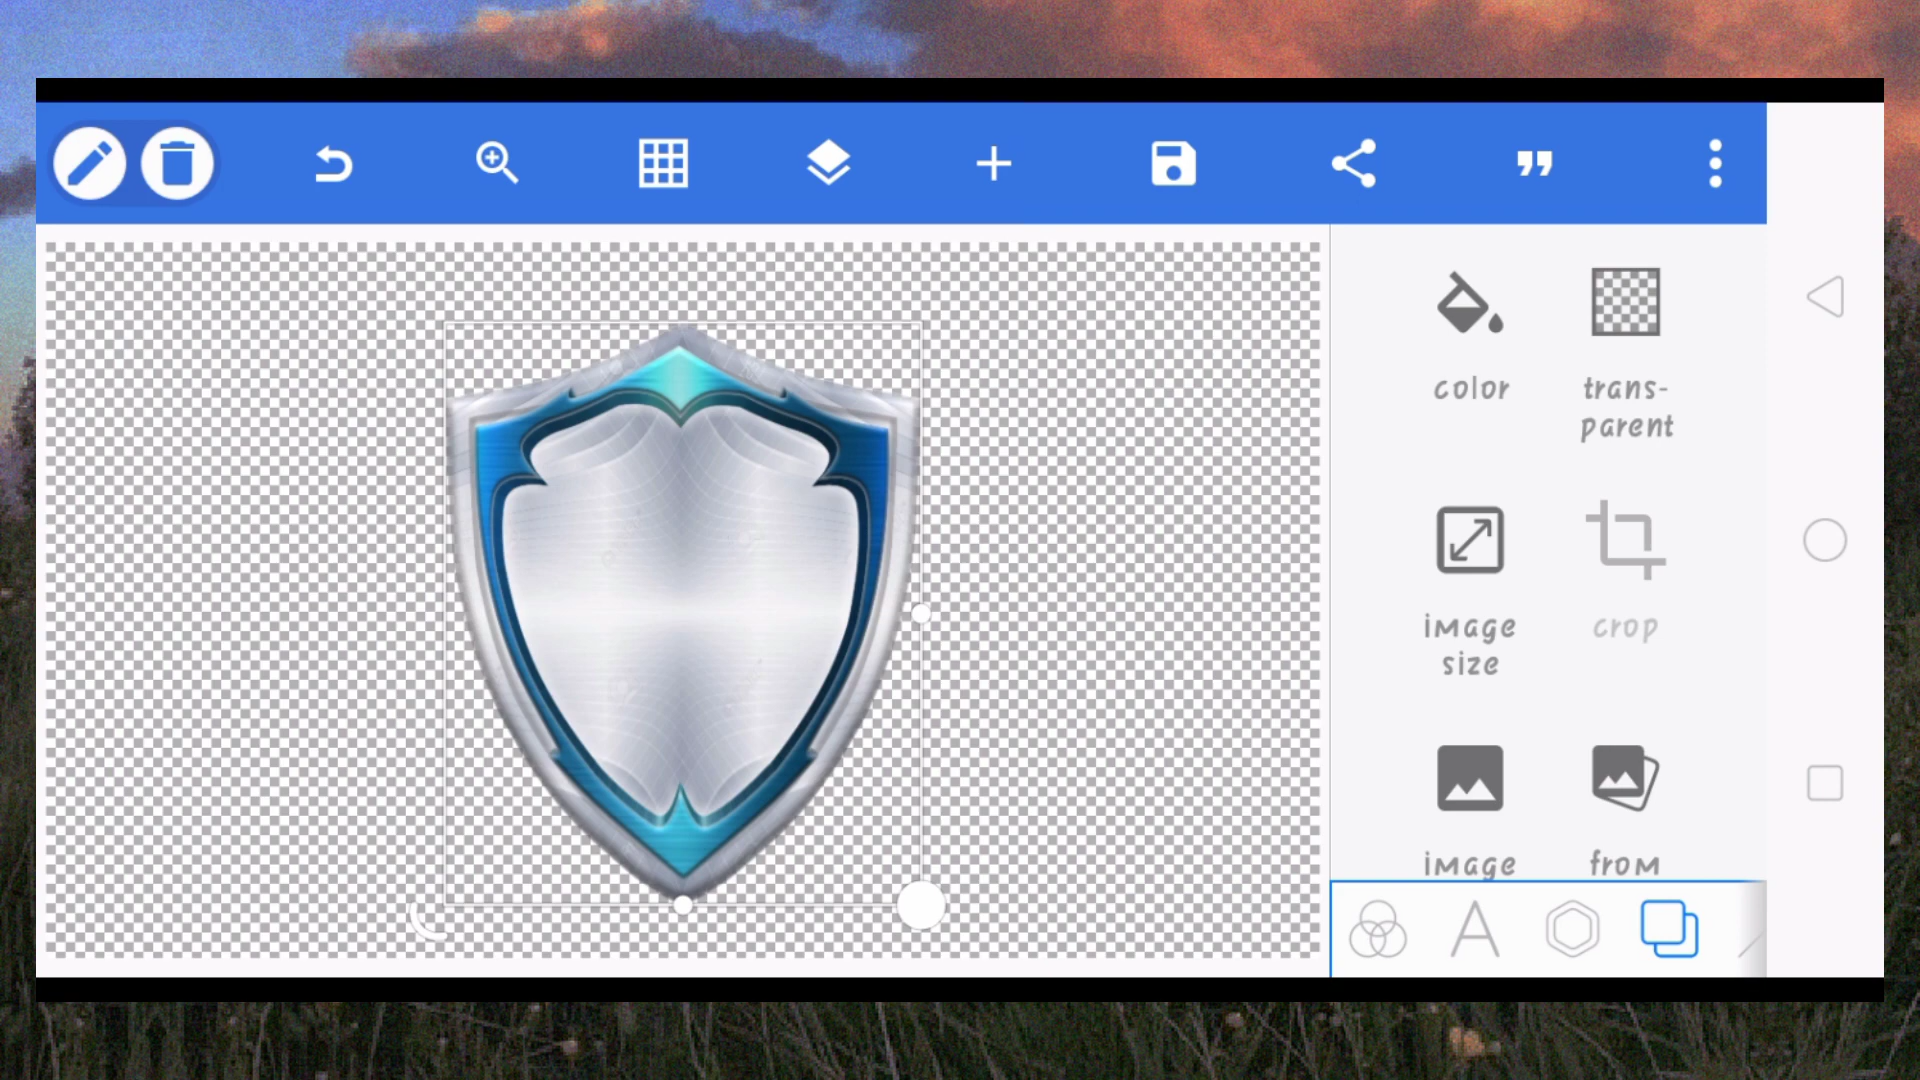 color
trans-
parent
image
size
crop
image
from